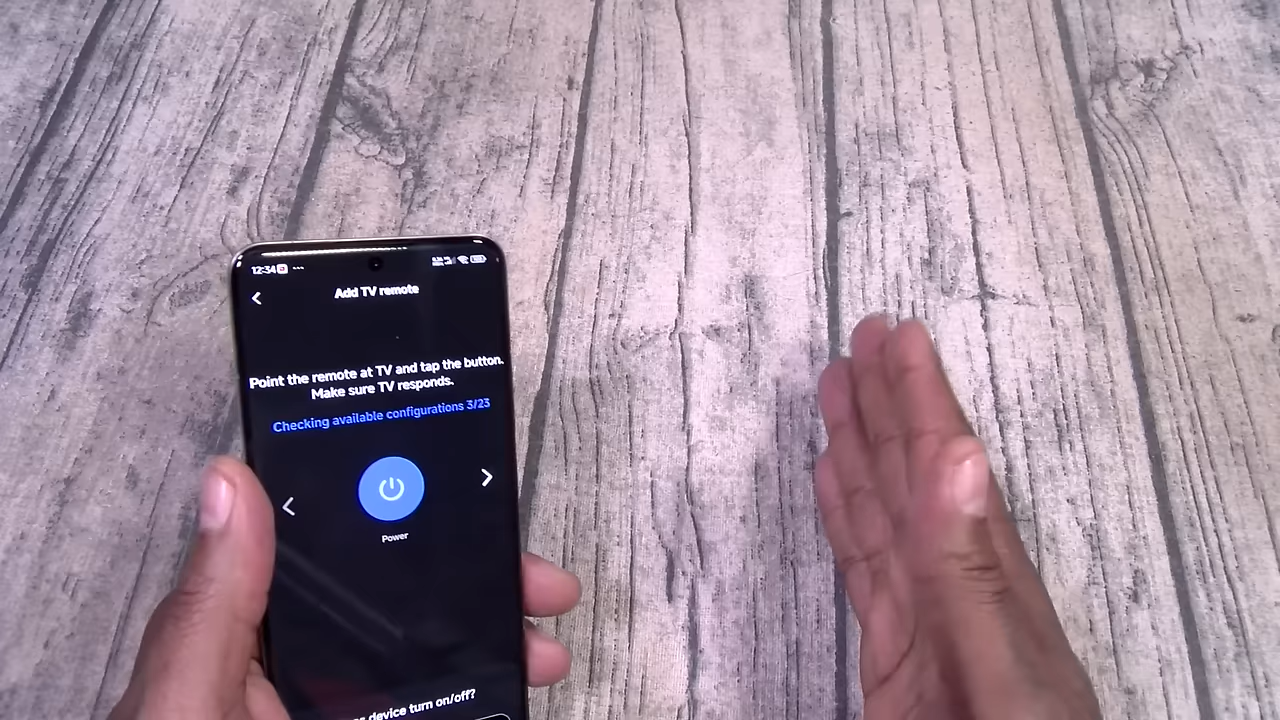 12:34
Add TV remote
Point the remote at TV and tap the button.
Make sure TV responds.
Checking available configurations 3/23
Power
device turn on/off?